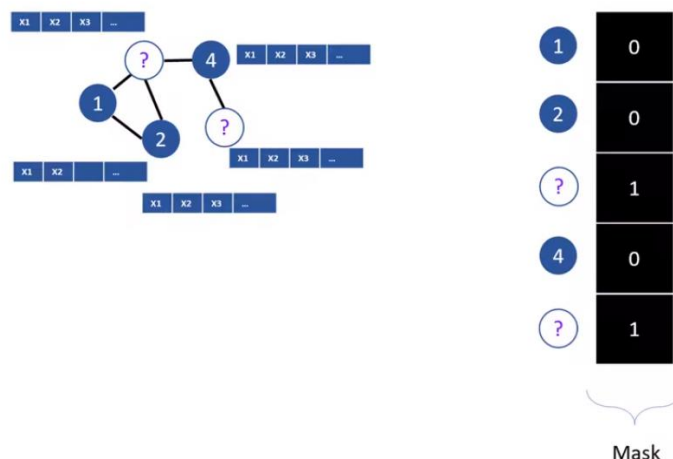 X1 X2 X3 ...
? 4
X1 X2 X3 ...
1
2 ?
X1 X2 X3 ...
X1 X2 ...
X1 X2 X3 ...
1 0
2 0
? 1
4 0
? 1
Mask